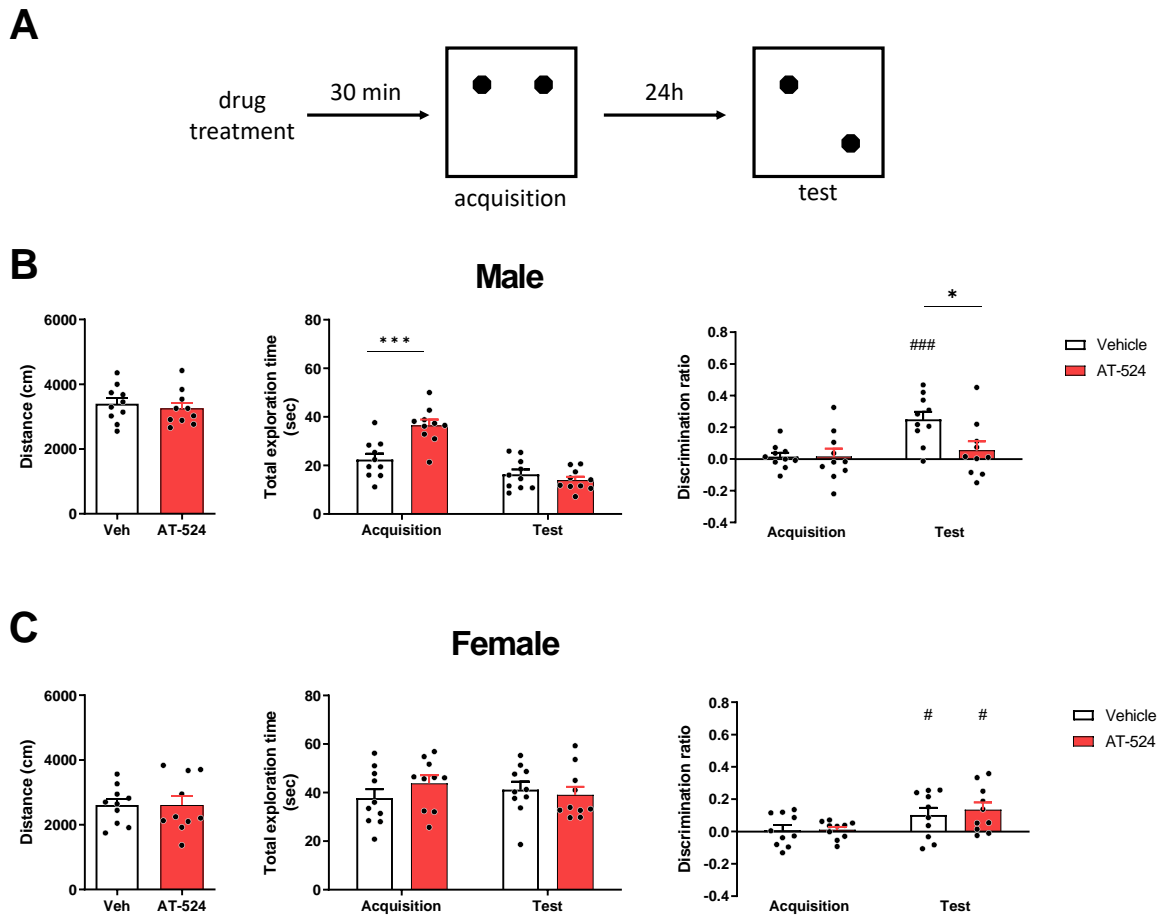 A
drug
treatment
30 min
24h
acquisition
test
B
Male
6000
4000
2000
0
Distance (cm)
Veh AT-524
80
60
40
20
0
Total exploration time
(sec)
***
Acquisition Test
0.8
0.6
0.4
0.2
0.0
-0.2
-0.4
Discrimination ratio
###
*
Acquisition Test
Vehicle
AT-524
C
Female
6000
4000
2000
0
Distance (cm)
Veh AT-524
80
60
40
20
0
Total exploration time
(sec)
Acquisition Test
0.8
0.6
0.4
0.2
0.0
-0.2
-0.4
Discrimination ratio
# #
Acquisition Test
Vehicle
AT-524